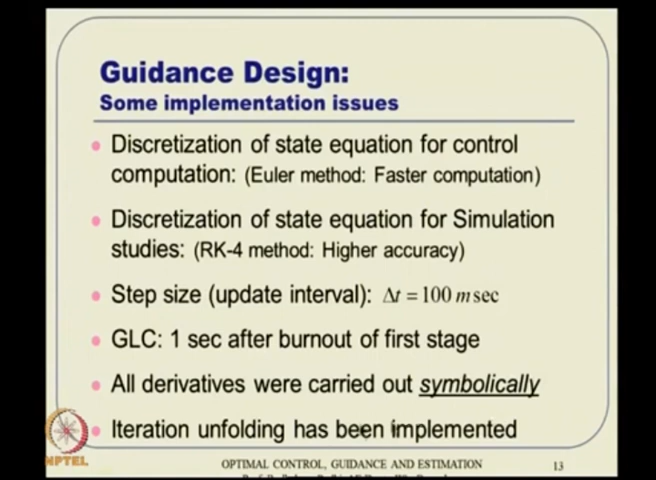 Guidance Design:
Some implementation issues
Discretization of state equation for control
computation: (Euler method: Faster computation)
Discretization of state equation for Simulation
studies: (RK-4 method: Higher accuracy)
Step size (update interval): Δt = 100 m sec
GLC: 1 sec after burnout of first stage
All derivatives were carried out symbolically
Iteration unfolding has been implemented
NPTEL
OPTIMAL CONTROL, GUIDANCE AND ESTIMATION
13